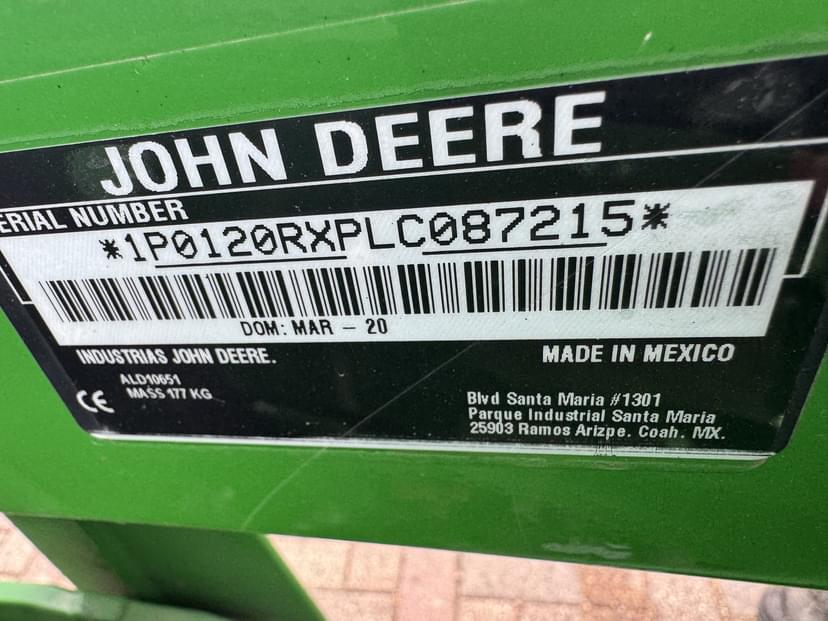 JOHN DEERE
ERIAL NUMBER
*1P0120RXPLC087215*
DOM: MAR - 20
INDUSTRIAS JOHN DEERE.
MADE IN MEXICO
ALD10651
MASS 177 KG
CE
Blvd Santa Maria #1301
Parque Industrial Santa Maria
25903 Ramos Arizpe. Coah. MX.